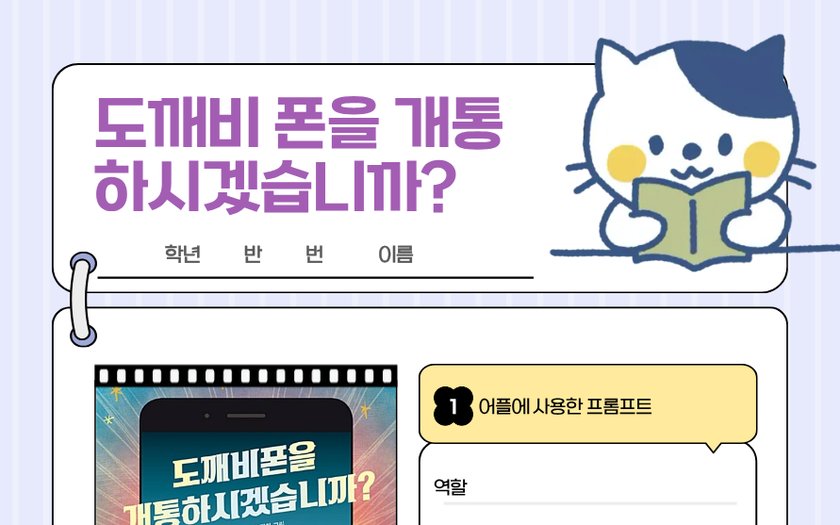 도깨비 폰을 개통
하시겠습니까?
학년 반 번 이름
도깨비폰을
개통하시겠습니까?
1 어플에 사용한 프롬프트
역할